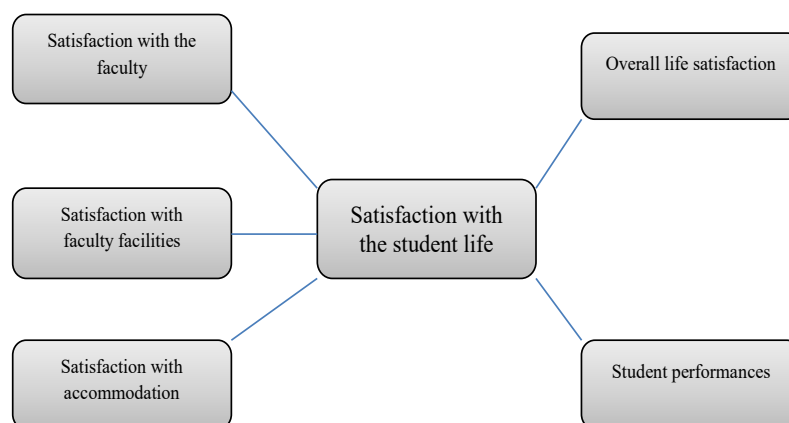 Satisfaction with the
faculty
Overall life satisfaction
Satisfaction with
faculty facilities
Satisfaction with
the student life
Satisfaction with
accommodation
Student performances